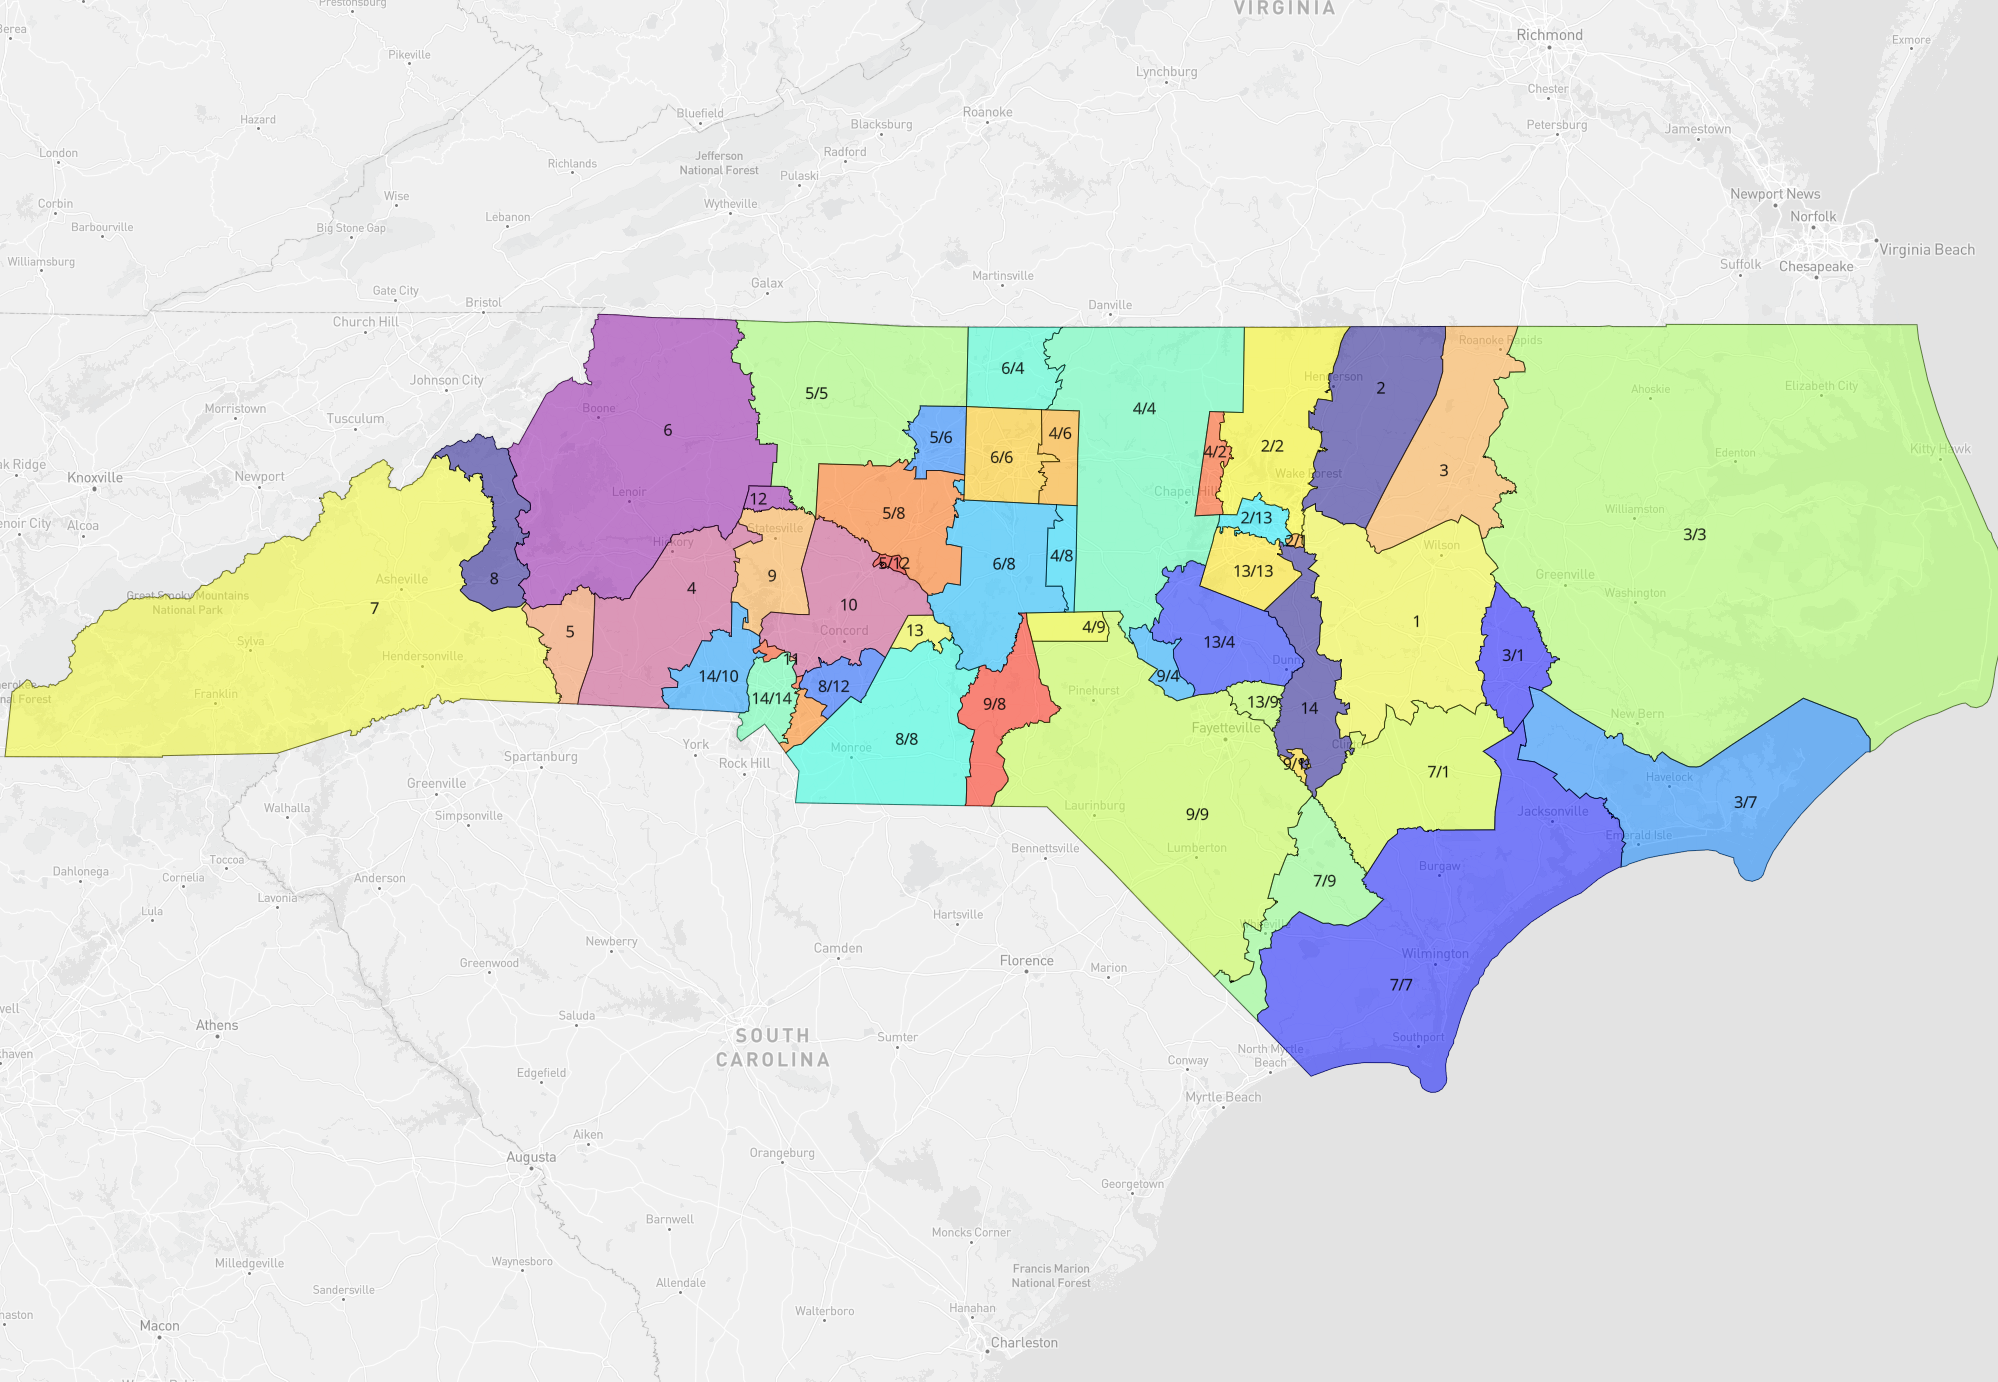 VIRGINIA
Prestonsburg
Berea
Pikeville
Richmond
Exmore
Lynchburg
Chester
Hazard
Bluefield
Roanoke
Blacksburg
Petersburg
Jamestown
London
Richlands
Jefferson
National Forest
Radford
Pulaski
Wise
Corbin
Lebanon
Wytheville
Newport News
Norfolk
Barbourville
Big Stone Gap
Virginia Beach
Williamsburg
Suffolk
Chesapeake
Gate City
Bristol
Galax
Martinsville
Danville
Church Hill
Roanoke Rapids
6/4
Johnson City
5/5
Henderson
2
Ahoskie
Elizabeth City
Morristown
Boone
4/4
Tusculum
6
5/6
4/6
2/2
Kitty Hawk
Edenton
6/6
4/2
3
ak Ridge
Knoxville
Newport
Wake Forest
Lenoir
12
Chapel Hill
Williamston
enoir City
Alcoa
Statesville
5/8
2/13
3/3
Hickory
Wilson
4/8
5/12
6/8
13/13
Greenville
Asheville
8
9
4
Great Smoky Mountains
National Park
7
10
Washington
5
Concord
13
4/9
1
Sylva
13/4
Hendersonville
11
3/1
Dunn
14/10
8/12
9/4
Franklin
14/14
Pinehurst
9/8
13/9
14
New Bern
Fayetteville
8/8
Monroe
York
Rock Hill
Spartanburg
7/1
Havelock
Greenville
3/7
Walhalla
Simpsonville
Laurinburg
9/9
Jacksonville
Emerald Isle
Bennettsville
Lumberton
Toccoa
Dahlonega
Cornelia
Anderson
Burgaw
7/9
Lavonia
Lula
Hartsville
Whiteville
Newberry
Camden
Greenwood
Florence
Marion
Wilmington
7/7
Saluda
Athens
SOUTH
CAROLINA
Sumter
Southport
North Myrtle
Beach
Conway
Edgefield
Myrtle Beach
Aiken
Augusta
Orangeburg
Georgetown
Barnwell
Moncks Corner
Milledgeville
Waynesboro
Francis Marion
National Forest
Sandersville
Allendale
Walterboro
Hanahan
Macon
Charleston